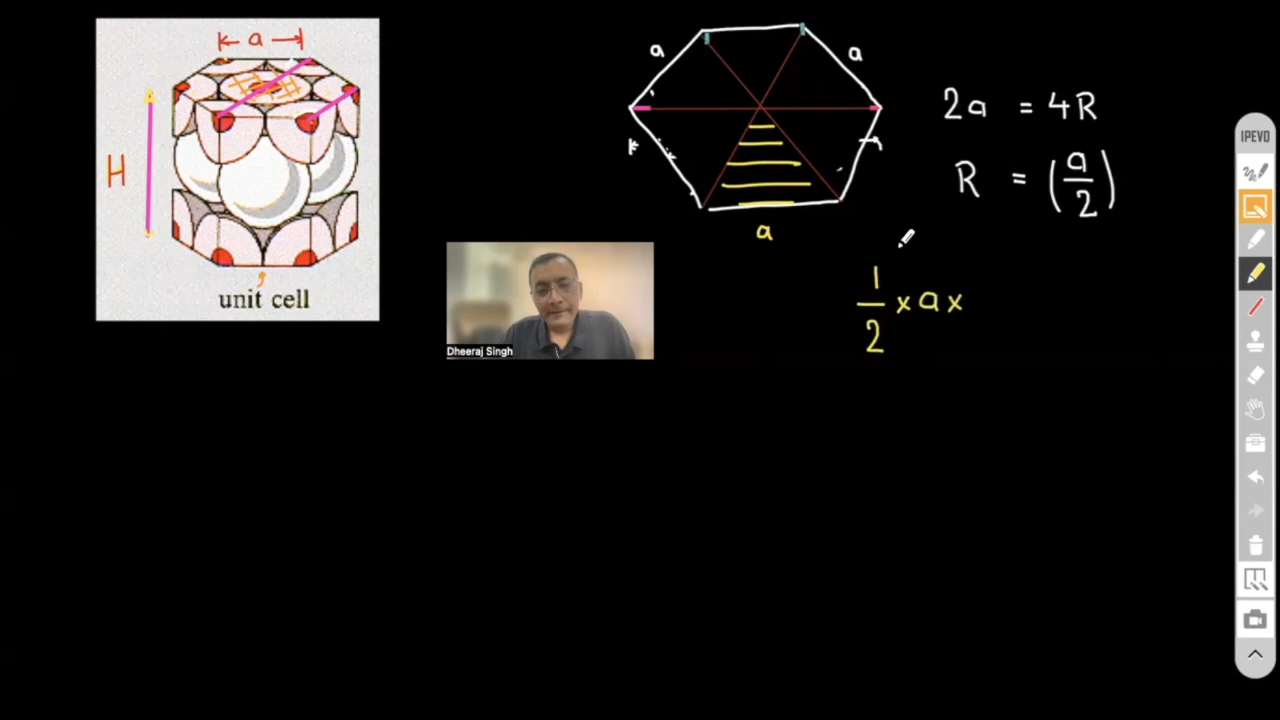 a
H
unit cell
Dheeraj Singh
a
a
a
2a = 4R
R = (a/2)
1/2 x a x
IPEVO